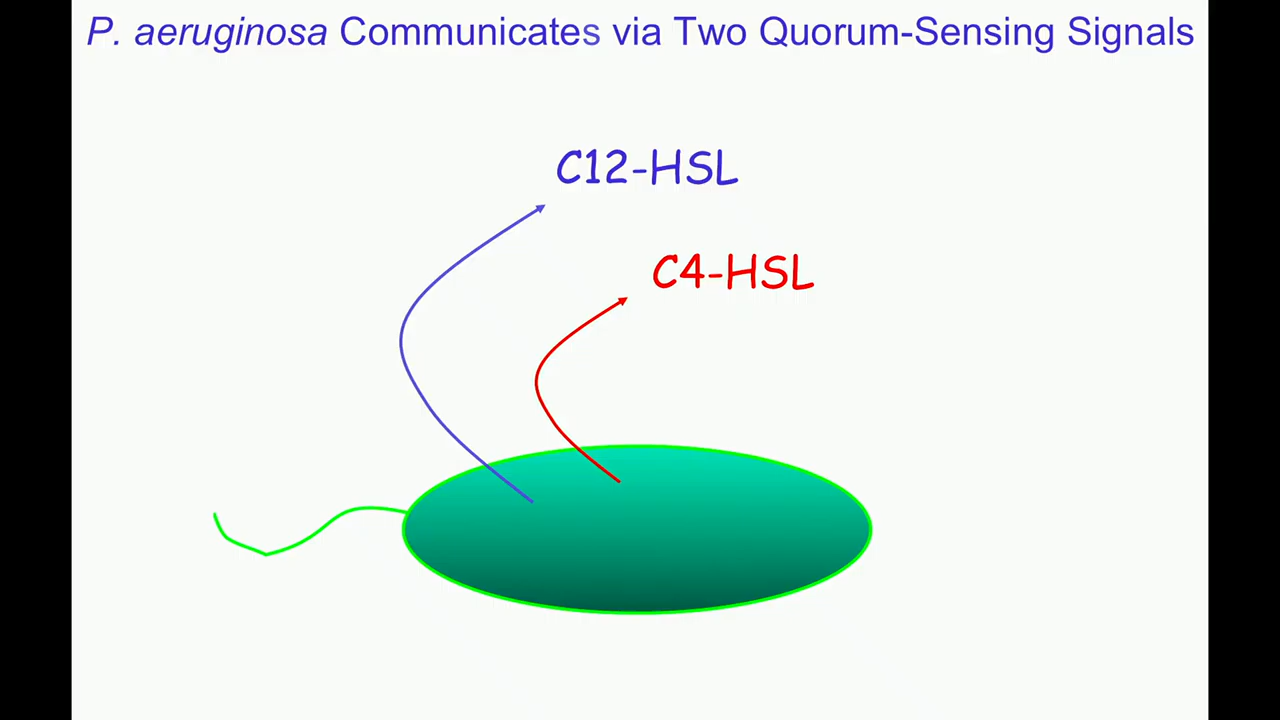 P. aeruginosa Communicates via Two Quorum-Sensing Signals
C12-HSL
C4-HSL